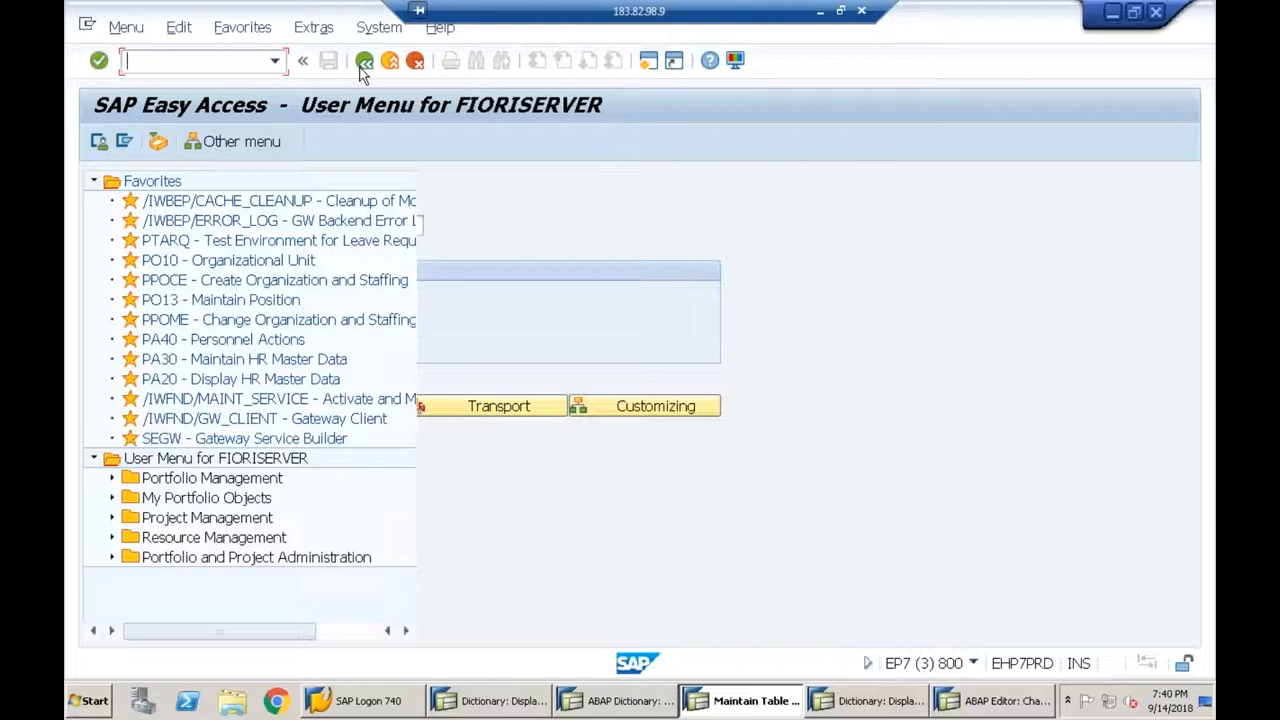 183.82.98.9
Menu Edit Favorites Extras System Help
SAP Easy Access - User Menu for FIORISERVER
Other menu
Favorites
/IWBEP/CACHE_CLEANUP - Cleanup of Mo
/IWBEP/ERROR_LOG - GW Backend Error L
PTARQ - Test Environment for Leave Requ
PO10 - Organizational Unit
PPOCE - Create Organization and Staffing
PO13 - Maintain Position
PPOME - Change Organization and Staffing
PA40 - Personnel Actions
PA30 - Maintain HR Master Data
PA20 - Display HR Master Data
/IWFND/MAINT_SERVICE - Activate and M
/IWFND/GW_CLIENT - Gateway Client
SEGW - Gateway Service Builder
Transport Customizing
User Menu for FIORISERVER
Portfolio Management
My Portfolio Objects
Project Management
Resource Management
Portfolio and Project Administration
SAP EP7 (3) 800 EHP7PRD INS
Start SAP Logon 740 Dictionary: Displa... ABAP Dictionary: ... Maintain Table ... Dictionary: Displa... ABAP Editor: Cha... 7:40 PM
9/14/2018